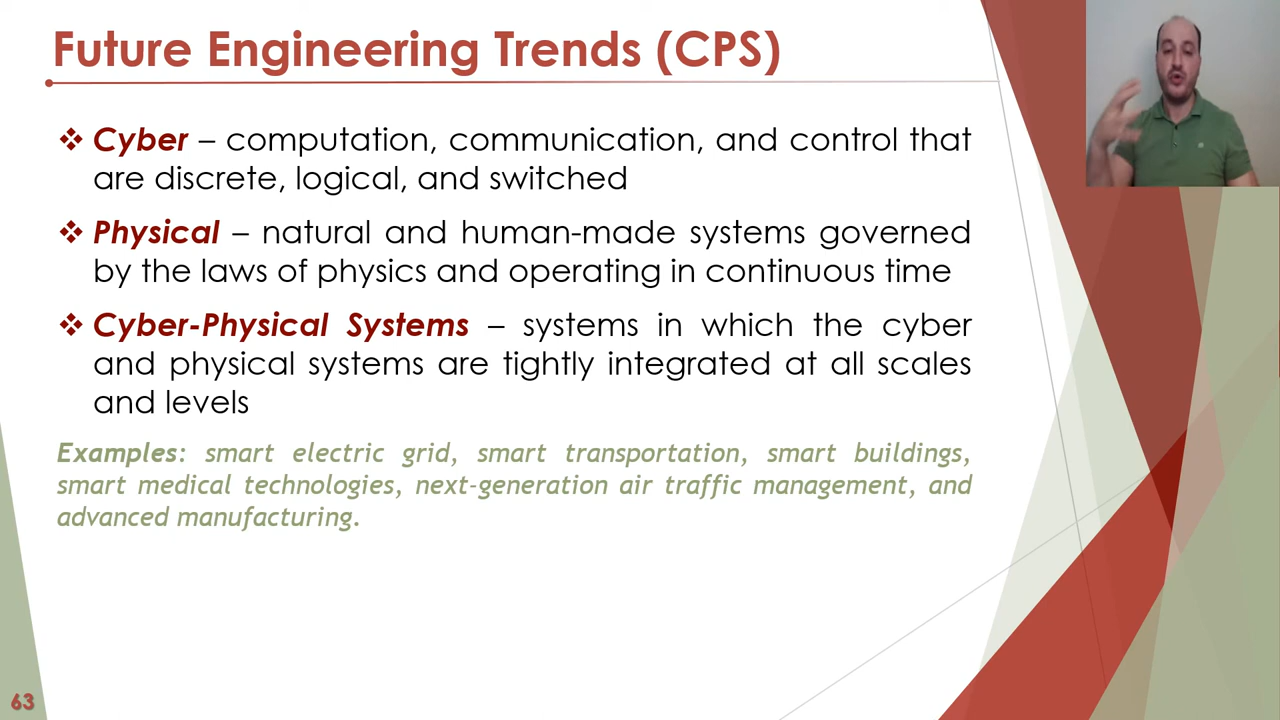 Future Engineering Trends (CPS)
❖ Cyber – computation, communication, and control that
are discrete, logical, and switched
❖ Physical – natural and human-made systems governed
by the laws of physics and operating in continuous time
❖ Cyber-Physical Systems – systems in which the cyber
and physical systems are tightly integrated at all scales
and levels
Examples: smart electric grid, smart transportation, smart buildings,
smart medical technologies, next-generation air traffic management, and
advanced manufacturing.
63